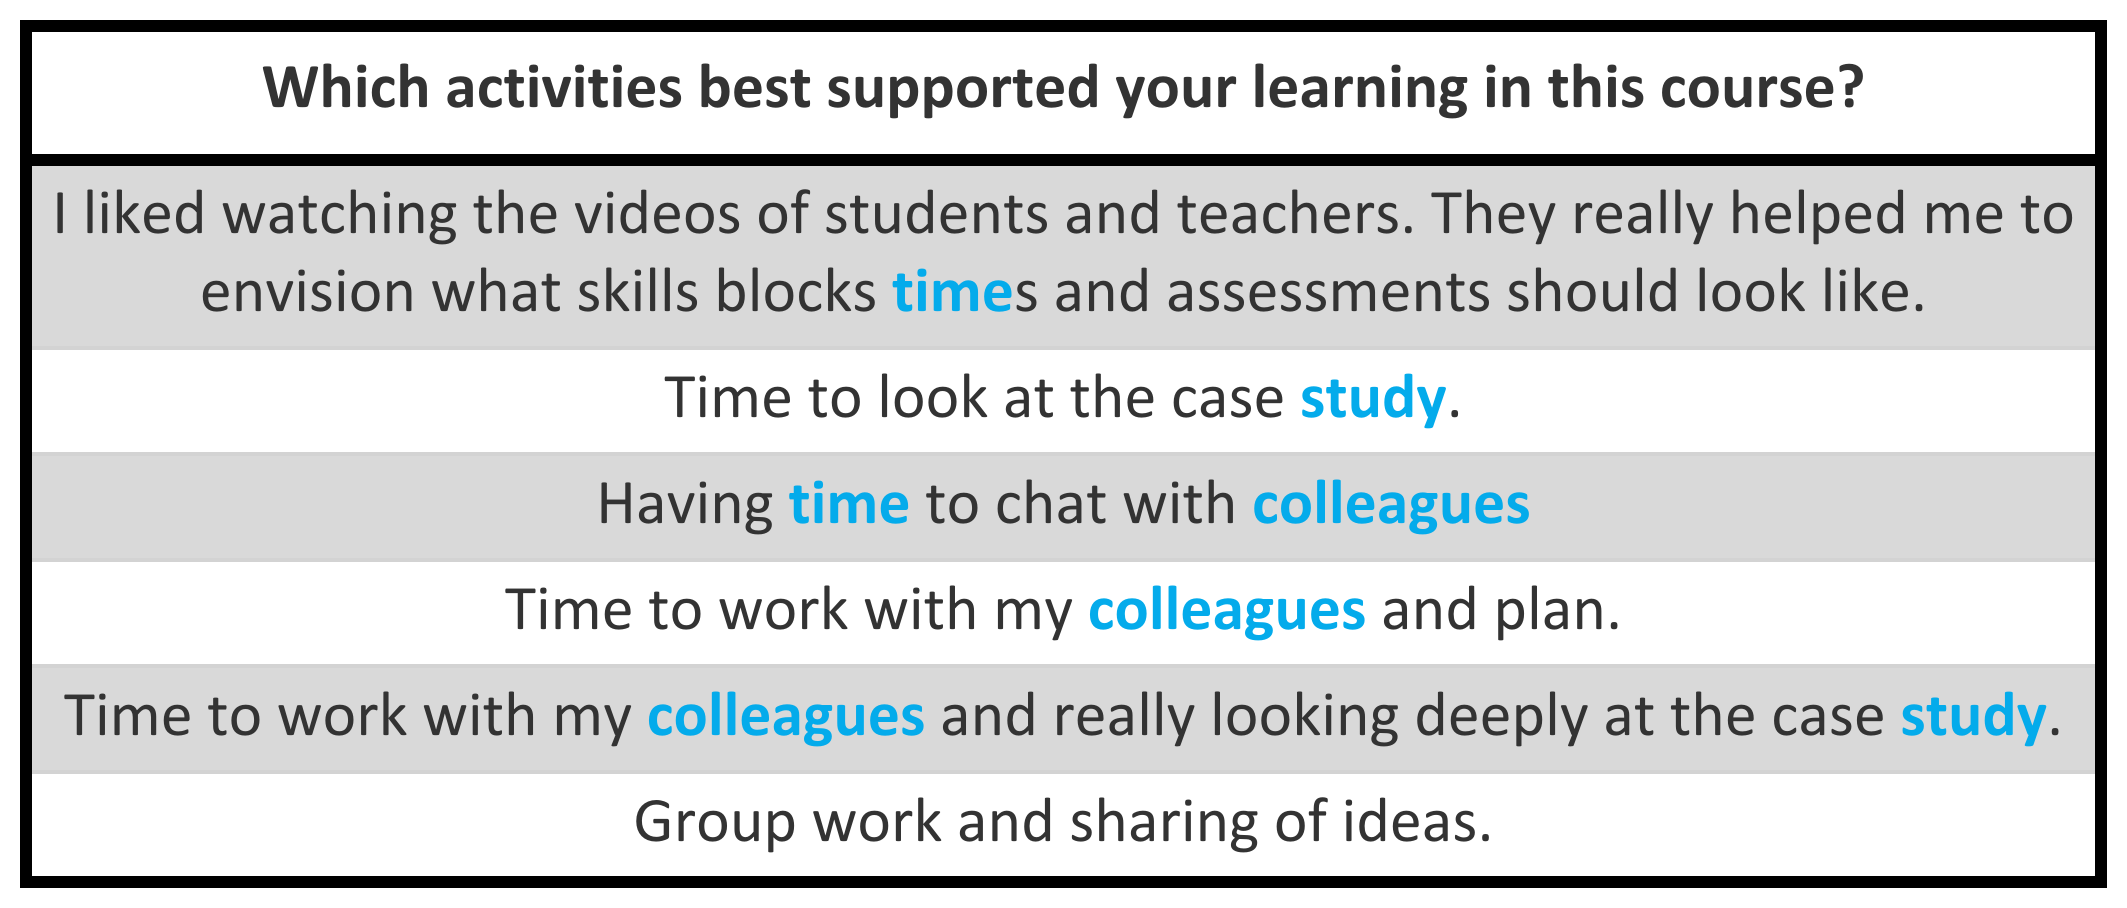 Which activities best supported your learning in this course?
I liked watching the videos of students and teachers. They really helped me to
envision what skills blocks times and assessments should look like.
Time to look at the case study.
Having time to chat with colleagues
Time to work with my colleagues and plan.
Time to work with my colleagues and really looking deeply at the case study.
Group work and sharing of ideas.